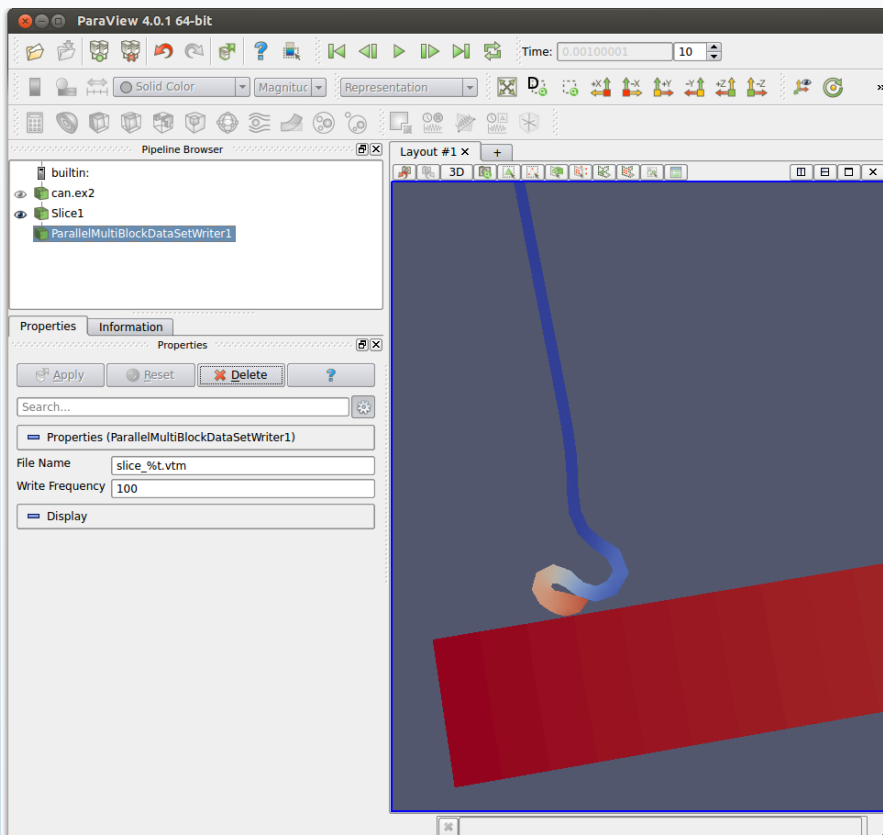 ParaView 4.0.1 64-bit
Time: 0.00100001 10
Solid Color Magnituc Representation
+X -X +Y -Y +Z -Z
Pipeline Browser
builtin:
can.ex2
Slice1
ParallelMultiBlockDataSetWriter1
Properties Information
Properties
Apply Reset Delete ?
Search...
Properties (ParallelMultiBlockDataSetWriter1)
File Name slice_%t.vtm
Write Frequency 100
Display
Layout #1 +
3D